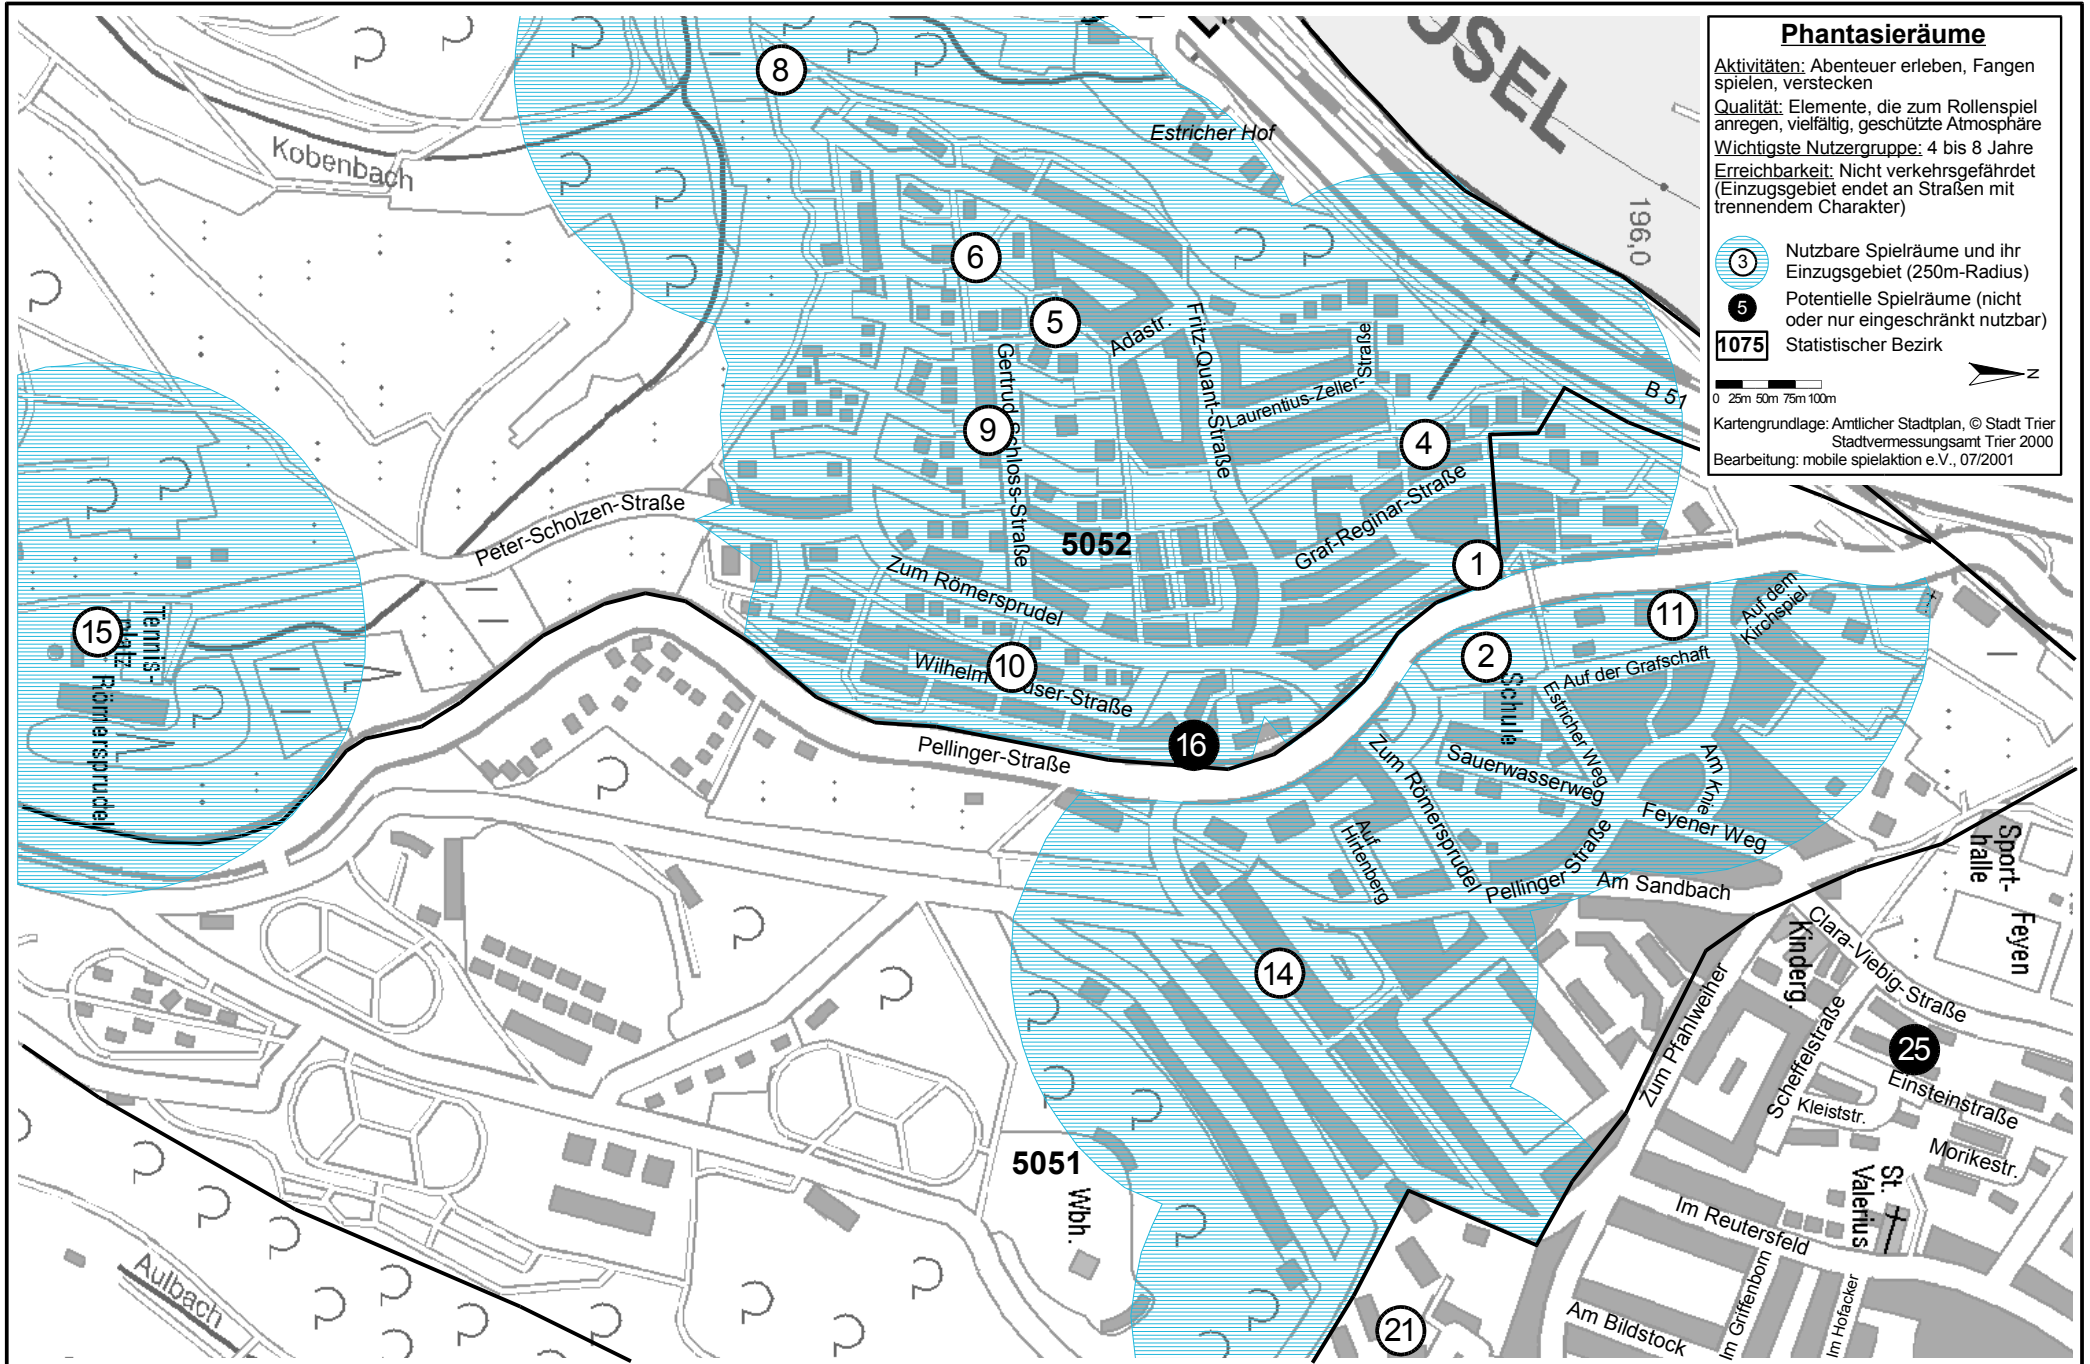 Phantasieräume
Aktivitäten: Abenteuer erleben, Fangen
spielen, verstecken
Qualität: Elemente, die zum Rollenspiel
anregen, vielfältig, geschützte Atmosphäre
Wichtigste Nutzergruppe: 4 bis 8 Jahre
Erreichbarkeit: Nicht verkehrsgefährdet
(Einzugsgebiet endet an Straßen mit
trennendem Charakter)
3
Nutzbare Spielräume und ihr
Einzugsgebiet (250m-Radius)
5
Potentielle Spielräume (nicht
oder nur eingeschränkt nutzbar)
1075
Statistischer Bezirk
N
0 25m 50m 75m 100m
Kartengrundlage: Amtlicher Stadtplan, © Stadt Trier
Stadtvermessungsamt Trier 2000
Bearbeitung: mobile spielaktion e.V., 07/2001
OSEL
196,0
8
Kobenbach
Estricher Hof
6
5
Adastr.
Fritz-Quant-Straße
Laurentius-Zeller-Straße
B 51
Gertrud-Schloss-Straße
9
4
Graf-Reginar-Straße
Peter-Scholzen-Straße
5052
1
Zum Römersprudel
10
Wilhelm
user-Straße
16
Pellinger-Straße
15
Tennis-
platz
Römersprudel
11
Auf dem
Kirchspiel
2
Schule
Auf der Grafschaft
Estricher Weg
Sauerwasserweg
Am Knie
Zum Römersprudel
Feyener Weg
Auf
Hirtenberg
Pellinger Straße
Am Sandbach
14
Sport-
halle
Feyen
Kinderg.
Clara-Viebig-Straße
Zum Pfahlweiher
Scheffelstraße
25
Einsteinstraße
Kleiststr.
Morikestr.
St.
Valerius
5051
Wbh.
Im Reutersfeld
Im Griffenborn
Im Hofacker
Am Bildstock
21
Aulbach